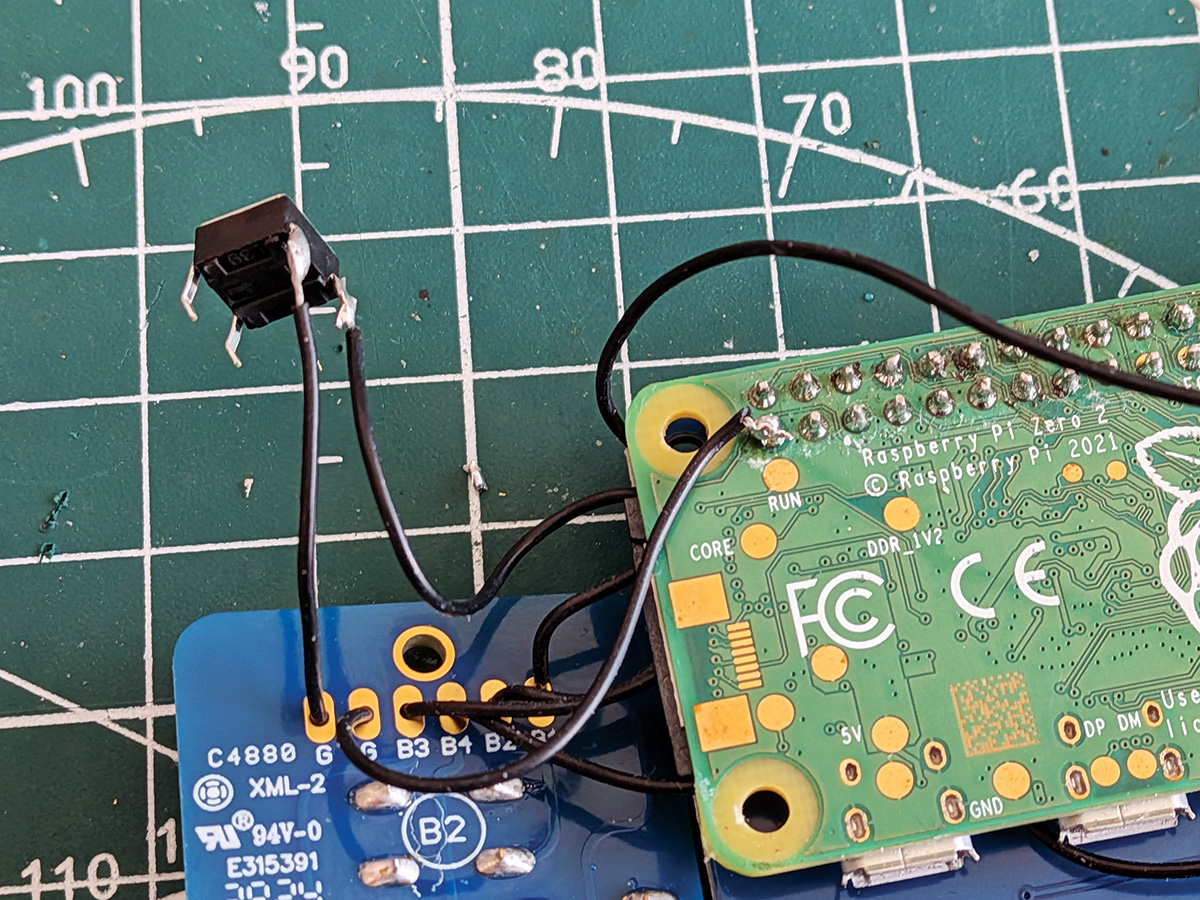 100
90
80
70
60
Raspberry Pi Zero 2
© Raspberry Pi 2021
RUN
CORE
DDR_1V2
FCC
CE
5V
DP DM
GND
C4880 G G B3 B4 B2 B1
XML-2
B2
94V-0
E315391
110